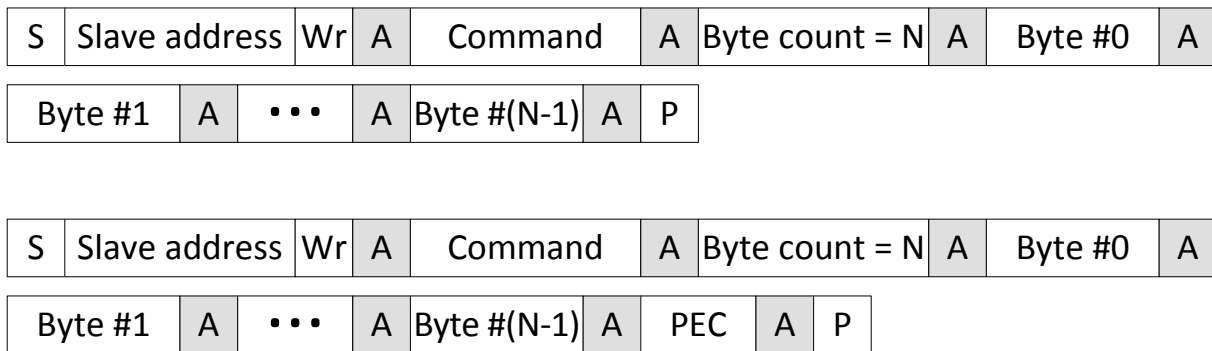 S Slave address Wr A Command A Byte count = N A Byte #0 A
Byte #1 A ••• A Byte #(N-1) A P
S Slave address Wr A Command A Byte count = N A Byte #0 A
Byte #1 A ••• A Byte #(N-1) A PEC A P